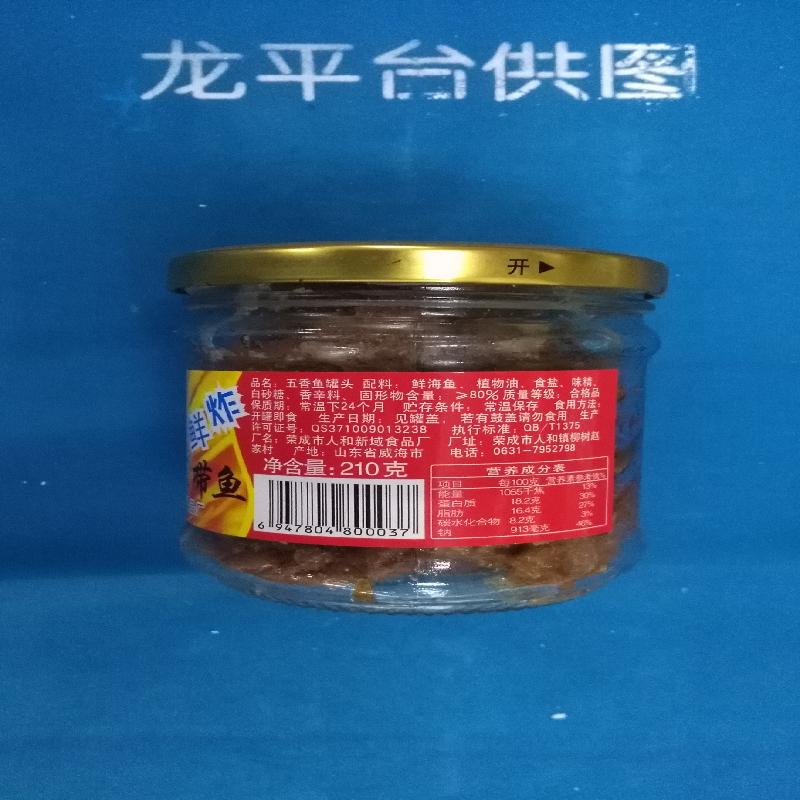 龙平台供图
开 ▶
鲜炸
带鱼
品名：五香鱼罐头 配料：鲜海鱼、植物油、食盐、味精、
白砂糖、香辛料、固形物含量：≥80% 质量等级：合格品
保质期：常温下24个月 贮存条件：常温保存 食用方法：
开罐即食 生产日期：见罐盖，若有鼓盖请勿食用 生产
许可证号：QS371009013238 执行标准：QB/T1375
厂名：荣成市人和新域食品厂 厂址：荣成市人和镇柳树赵
家村 产地：山东省威海市 电话：0631-7952798
净含量：210克
6 947804 800037
营养成分表
项目 每100克 营养素参考值%
能量 1065千焦 13%
蛋白质 18.2克 30%
脂肪 16.4克 27%
碳水化合物 8.2克 3%
钠 913毫克 46%